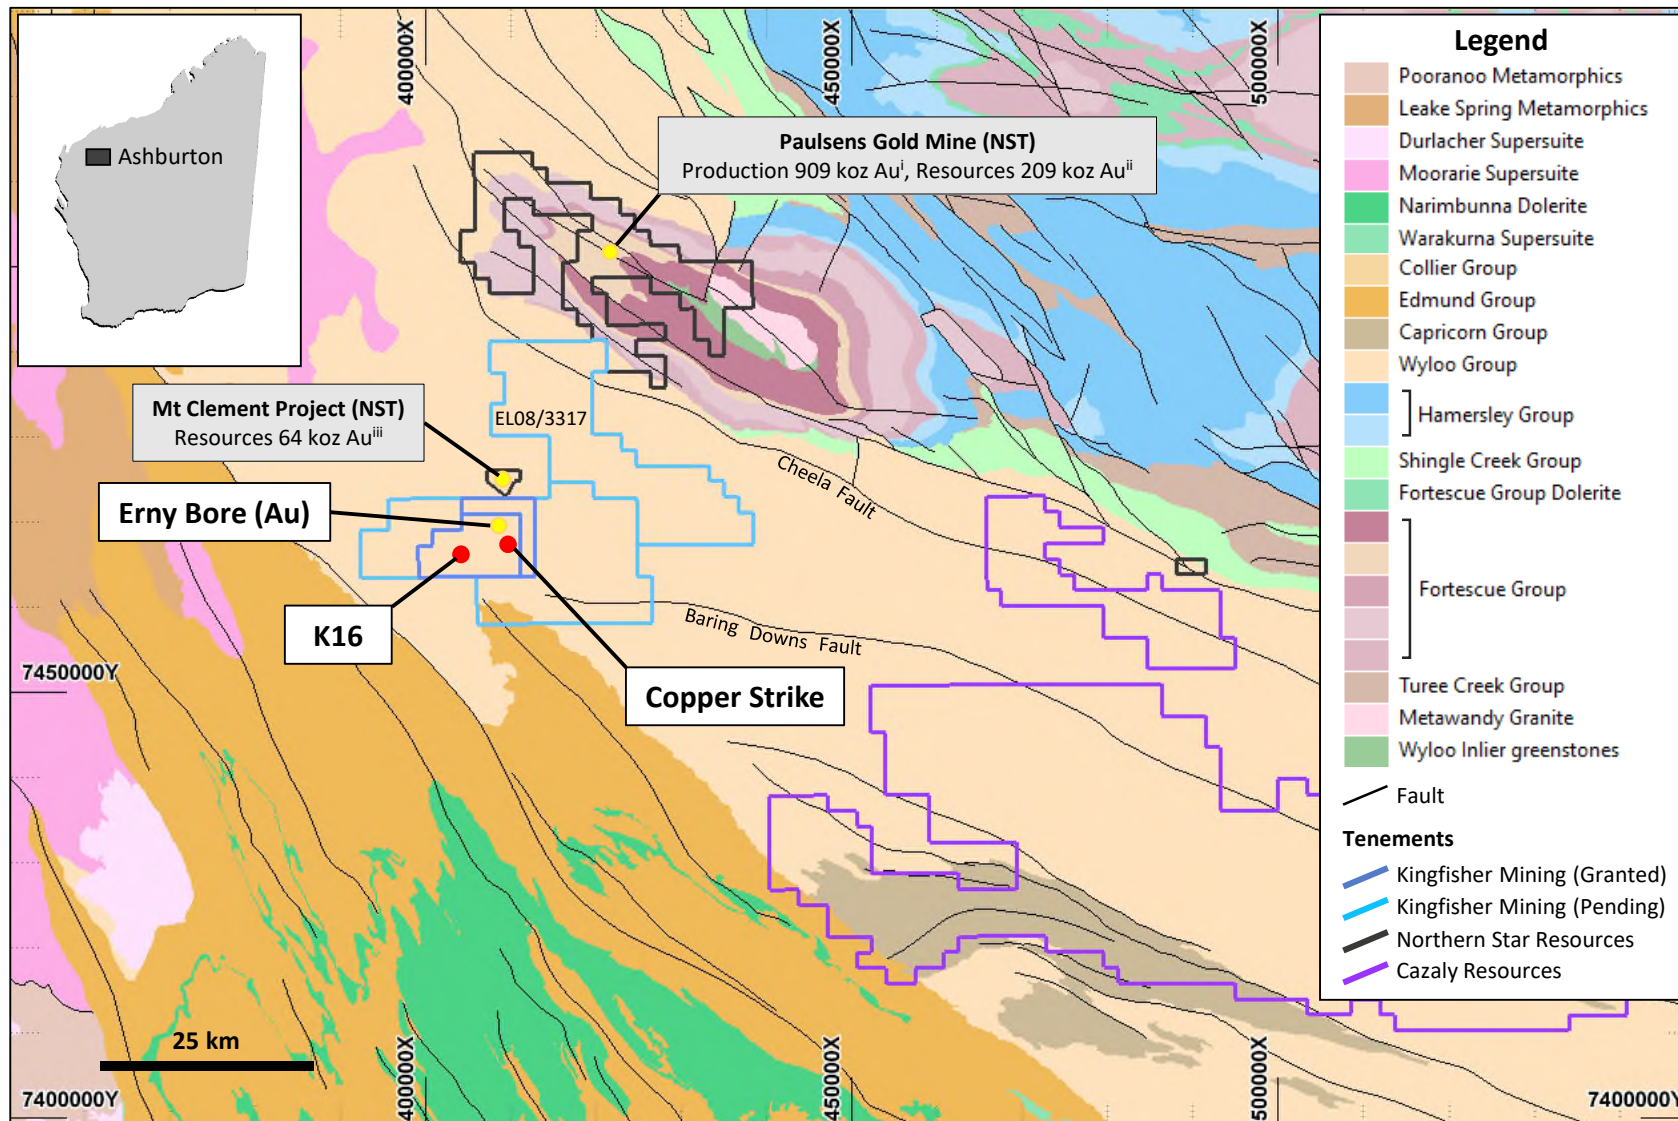 400000X
450000X
500000X
Ashburton
Paulsens Gold Mine (NST)
Production 909 koz Auⁱ, Resources 209 koz Auⁱⁱ
Mt Clement Project (NST)
Resources 64 koz Auⁱⁱⁱ
EL08/3317
Cheela Fault
Erny Bore (Au)
K16
Baring Downs Fault
Copper Strike
7450000Y
25 km
7400000Y
400000X
450000X
500000X
7400000Y
Legend
Pooranoo Metamorphics
Leake Spring Metamorphics
Durlacher Supersuite
Moorarie Supersuite
Narimbunna Dolerite
Warakurna Supersuite
Collier Group
Edmund Group
Capricorn Group
Wyloo Group
Hamersley Group
Shingle Creek Group
Fortescue Group Dolerite
Fortescue Group
Turee Creek Group
Metawandy Granite
Wyloo Inlier greenstones
Fault
Tenements
Kingfisher Mining (Granted)
Kingfisher Mining (Pending)
Northern Star Resources
Cazaly Resources